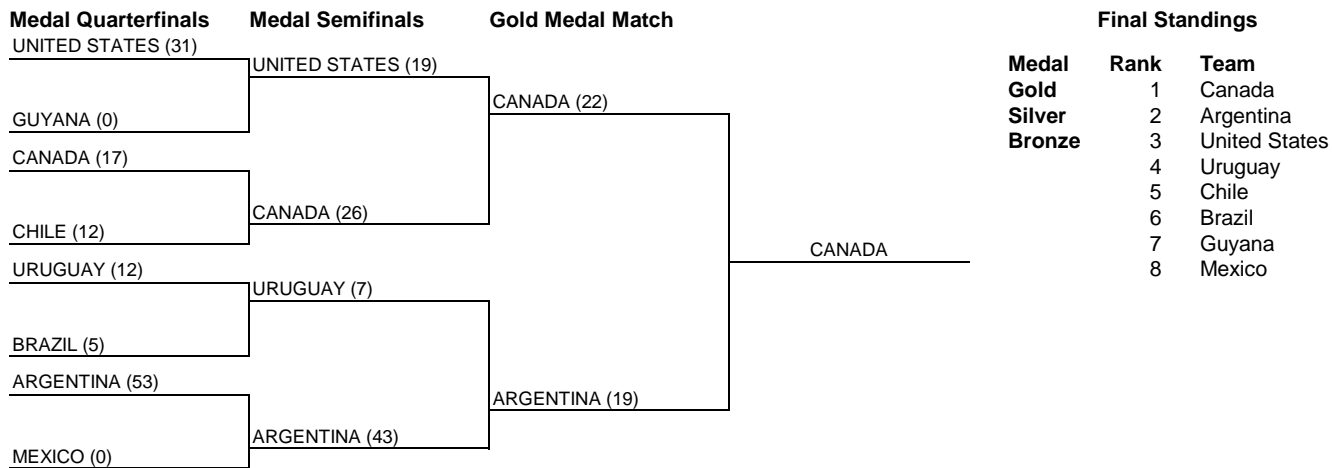 Medal Quarterfinals Medal Semifinals Gold Medal Match
UNITED STATES (31)
GUYANA (0)
CANADA (17)
CHILE (12)
URUGUAY (12)
BRAZIL (5)
ARGENTINA (53)
MEXICO (0)
UNITED STATES (19)
CANADA (26)
URUGUAY (7)
ARGENTINA (43)
CANADA (22)
ARGENTINA (19)
CANADA
Final Standings
Medal Rank Team
Gold 1 Canada
Silver 2 Argentina
Bronze 3 United States
4 Uruguay
5 Chile
6 Brazil
7 Guyana
8 Mexico